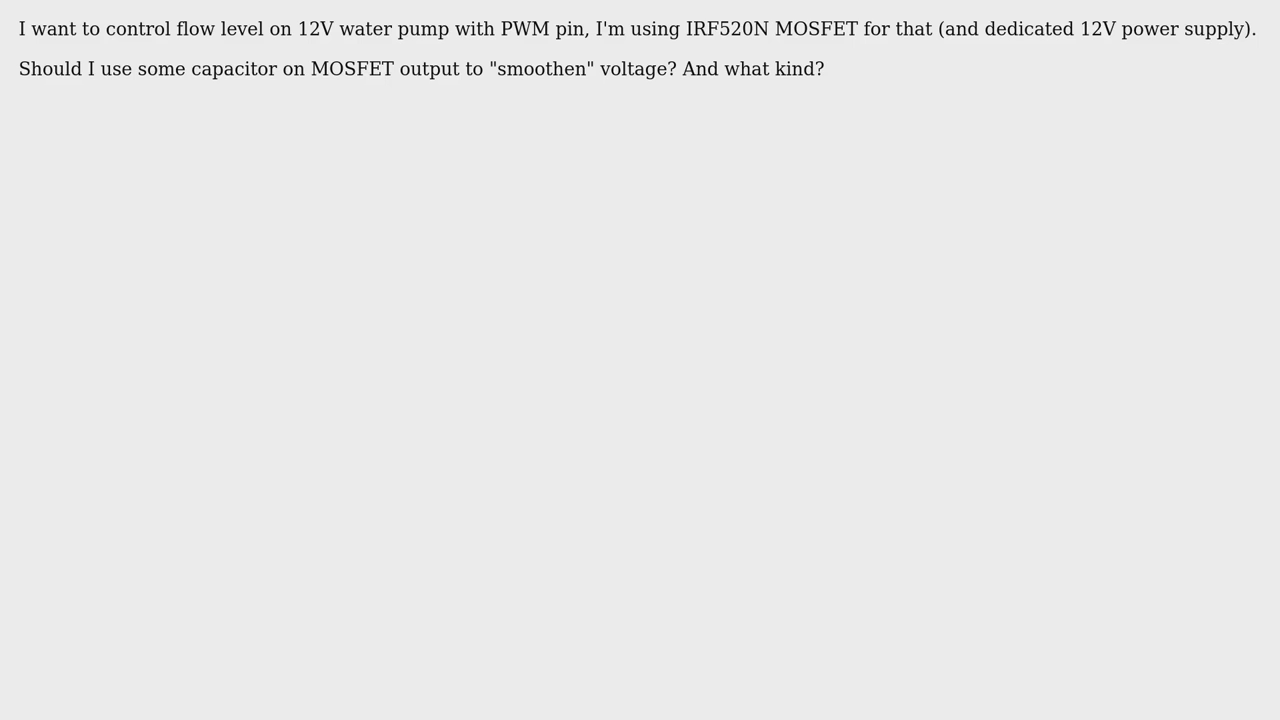 I want to control flow level on 12V water pump with PWM pin, I'm using IRF520N MOSFET for that (and dedicated 12V power supply).
Should I use some capacitor on MOSFET output to "smoothen" voltage? And what kind?